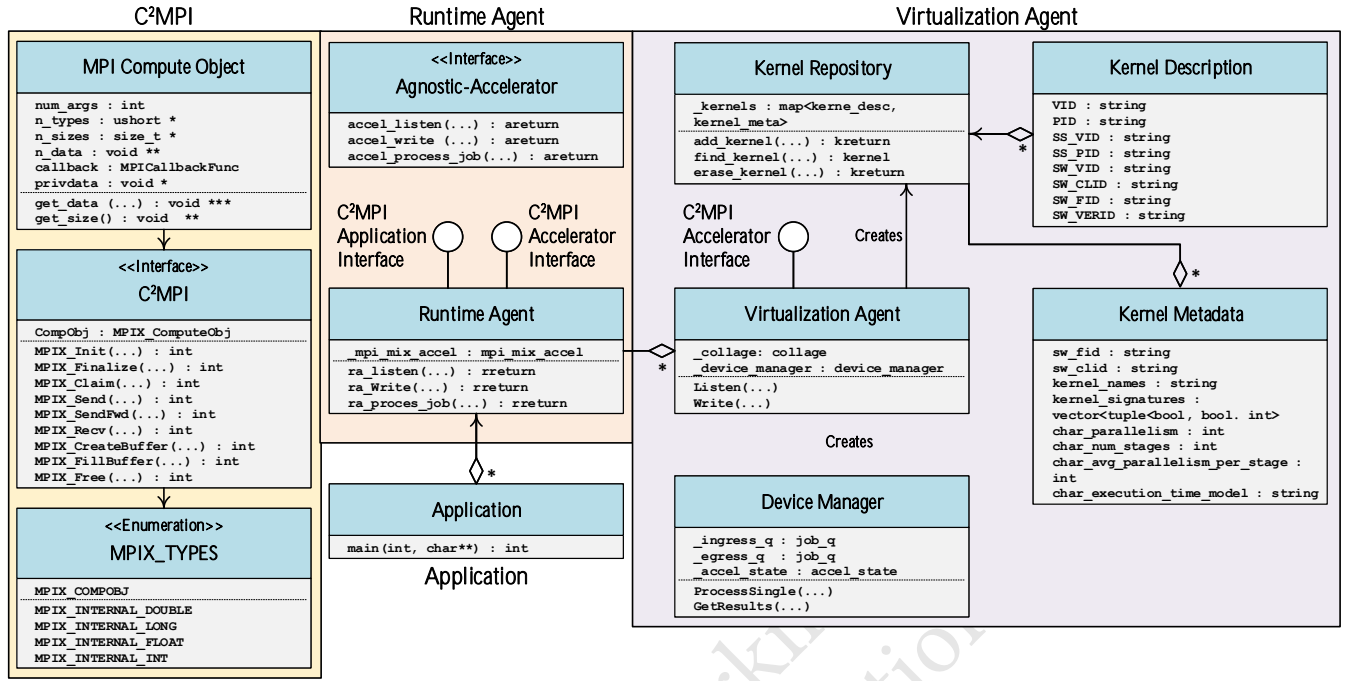 C²MPI
Runtime Agent
Virtualization Agent
MPI Compute Object
num_args : int
n_types : ushort *
n_sizes : size_t *
n_data : void **
callback : MPICallbackFunc
privdata : void *
get_data (...) : void ***
get_size() : void  **
<<Interface>>
C²MPI
CompObj : MPIX_ComputeObj
MPIX_Init(...) : int
MPIX_Finalize(...) : int
MPIX_Claim(...) : int
MPIX_Send(...) : int
MPIX_SendFwd(...) : int
MPIX_Recv(...) : int
MPIX_CreateBuffer(...) : int
MPIX_FillBuffer(...) : int
MPIX_Free(...) : int
<<Enumeration>>
MPIX_TYPES
MPIX_COMPOBJ
MPIX_INTERNAL_DOUBLE
MPIX_INTERNAL_LONG
MPIX_INTERNAL_FLOAT
MPIX_INTERNAL_INT
<<Interface>>
Agnostic-Accelerator
accel_listen(...) : areturn
accel_write (...) : areturn
accel_process_job(...) : areturn
C²MPI
Application
Interface
C²MPI
Accelerator
Interface
Runtime Agent
_mpi_mix_accel : mpi_mix_accel
ra_listen(...) : rreturn
ra_Write(...) : rreturn
ra_proces_job(...) : rreturn
*
*
Application
main(int, char**) : int
Application
Kernel Repository
_kernels : map<kerne_desc,
kernel_meta>
add_kernel(...) : kreturn
find_kernel(...) : kernel
erase_kernel(...) : kreturn
*
C²MPI
Accelerator
Interface
Creates
Virtualization Agent
_collage: collage
_device_manager : device_manager
Listen(...)
Write(...)
Creates
Device Manager
_ingress_q : job_q
_egress_q  : job_q
_accel_state : accel_state
ProcessSingle(...)
GetResults(...)
Kernel Description
VID : string
PID : string
SS_VID : string
SS_PID : string
SW_VID : string
SW_CLID : string
SW_FID : string
SW_VERID : string
*
Kernel Metadata
sw_fid : string
sw_clid : string
kernel_names : string
kernel_signatures :
vector<tuple<bool, bool. int>
char_parallelism : int
char_num_stages : int
char_avg_parallelism_per_stage :
int
char_execution_time_model : string